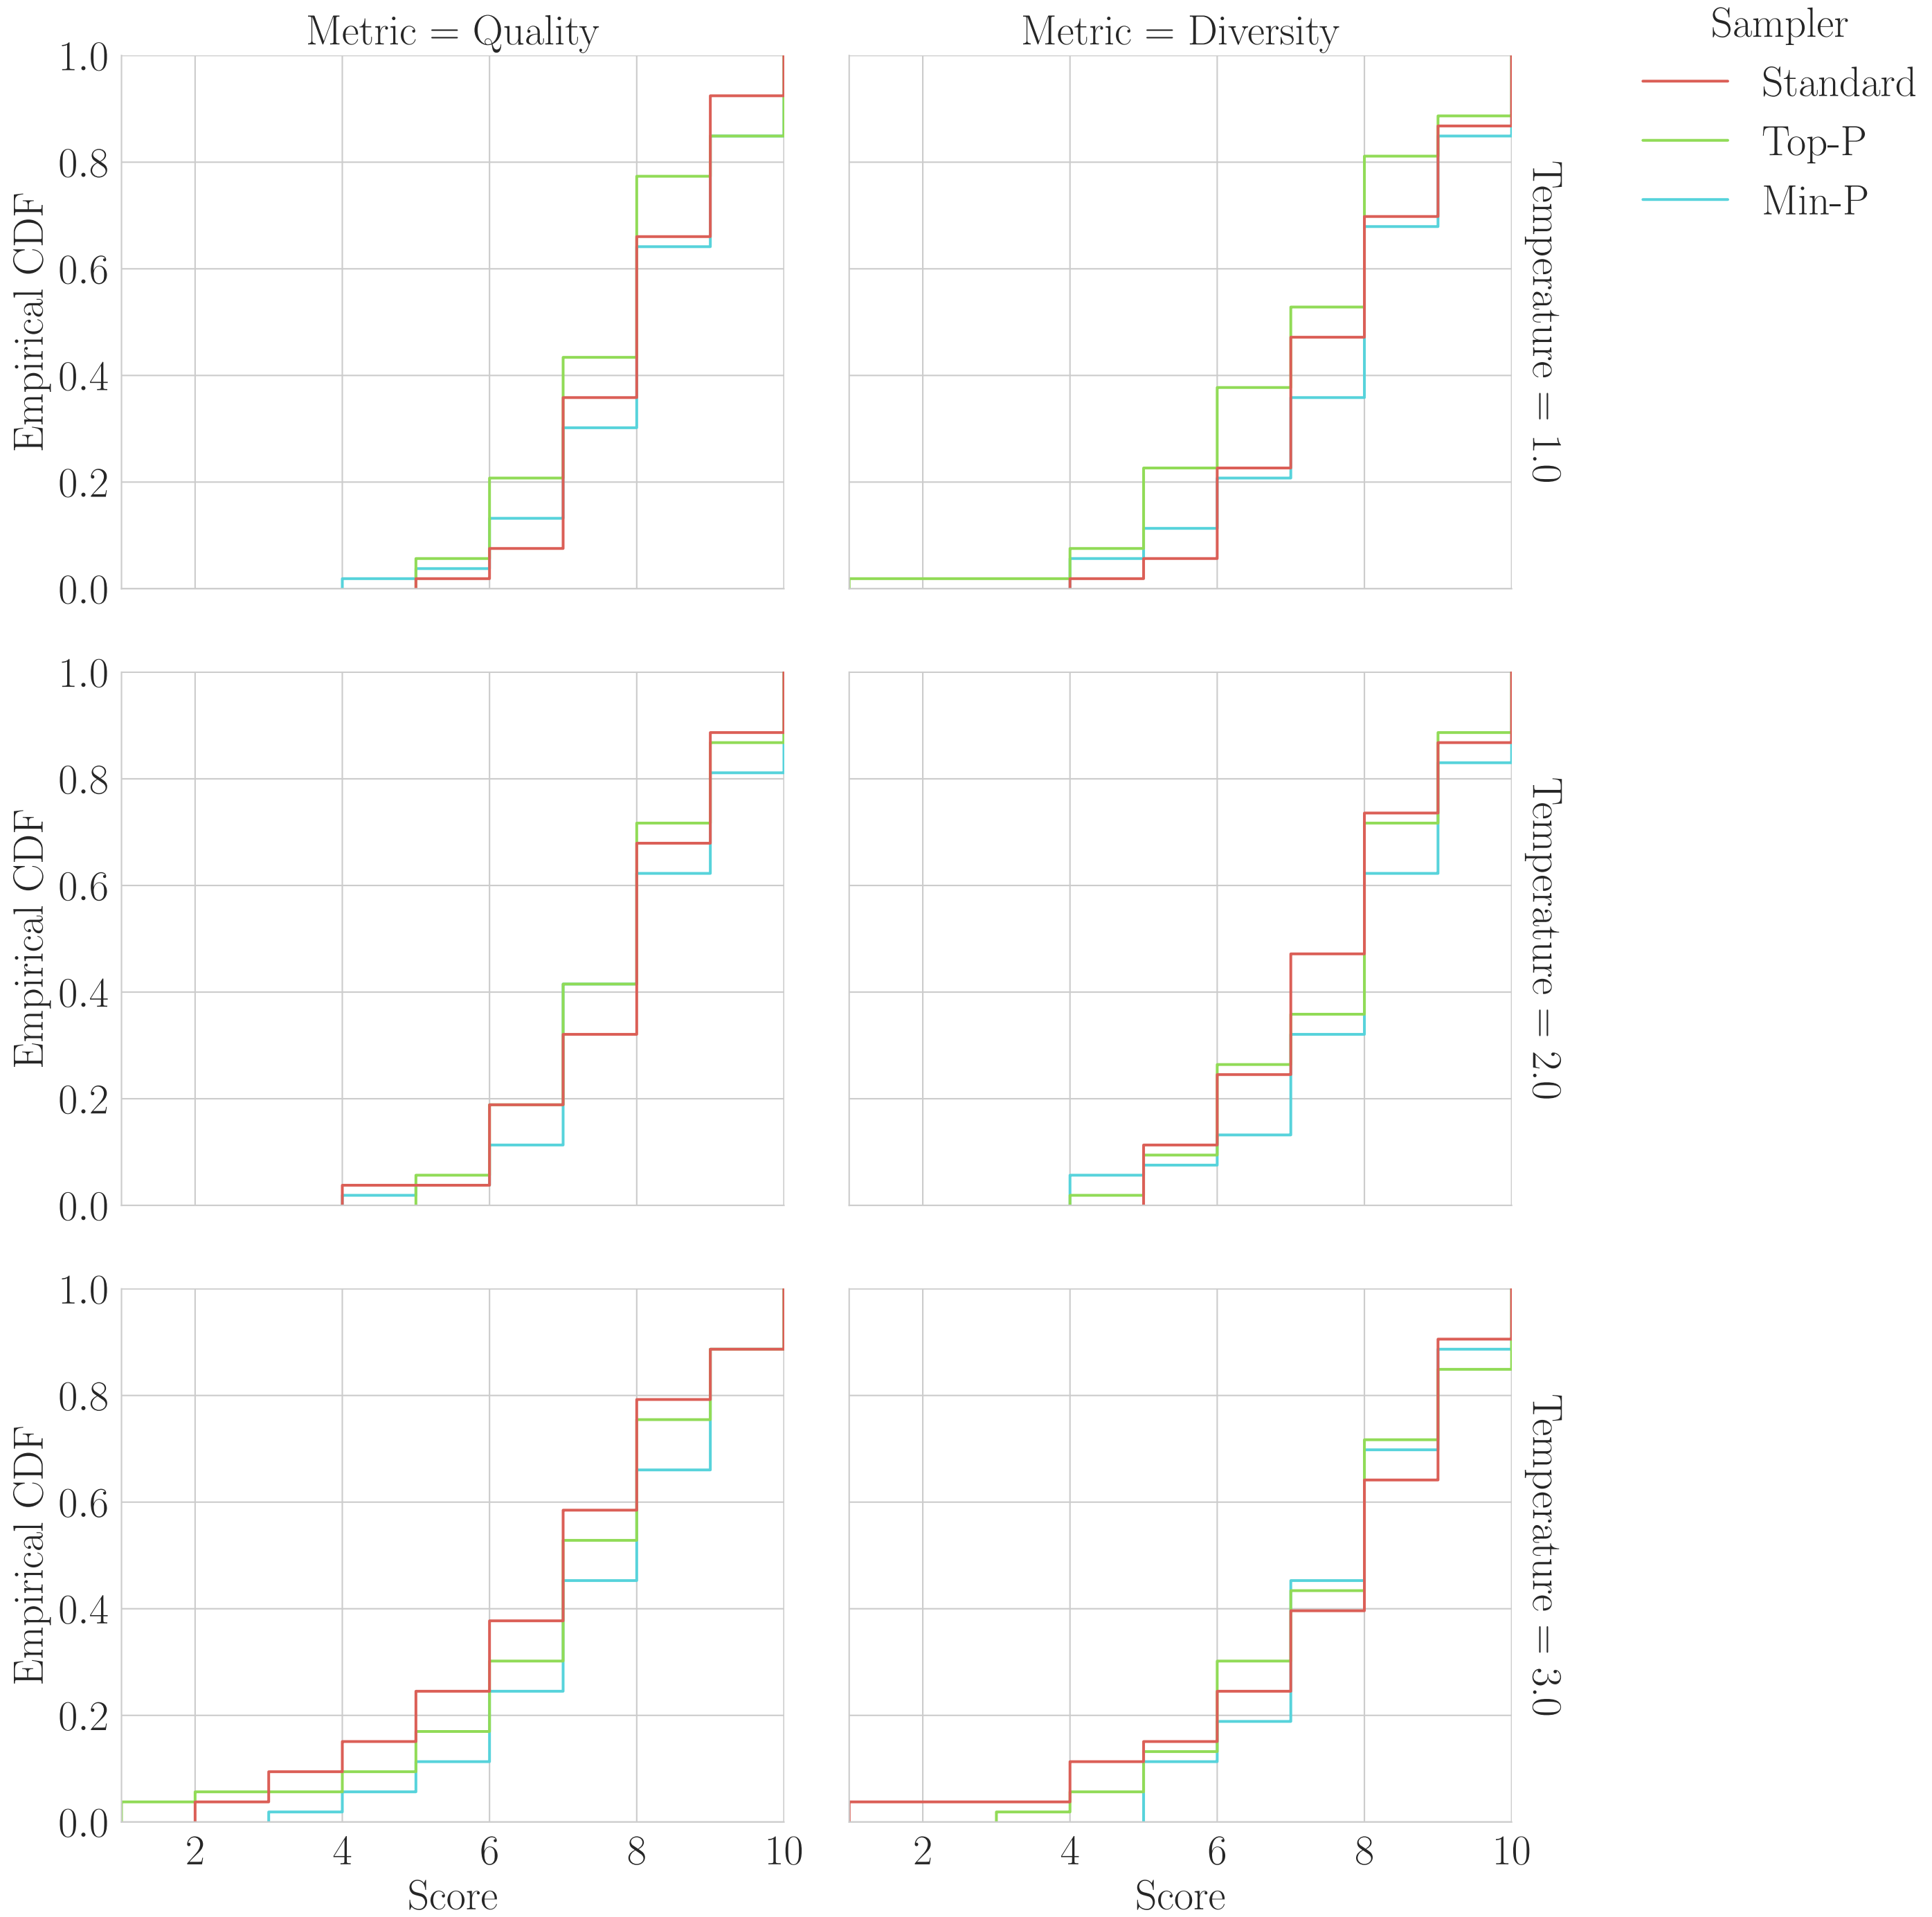 Metric = Quality
Metric = Diversity
Sampler
Standard
Top-P
Min-P
1.0
0.8
0.6
0.4
0.2
0.0
Empirical CDF
Temperature = 1.0
1.0
0.8
0.6
0.4
0.2
0.0
Empirical CDF
Temperature = 2.0
1.0
0.8
0.6
0.4
0.2
0.0
Empirical CDF
Temperature = 3.0
2 4 6 8 10
2 4 6 8 10
Score
Score